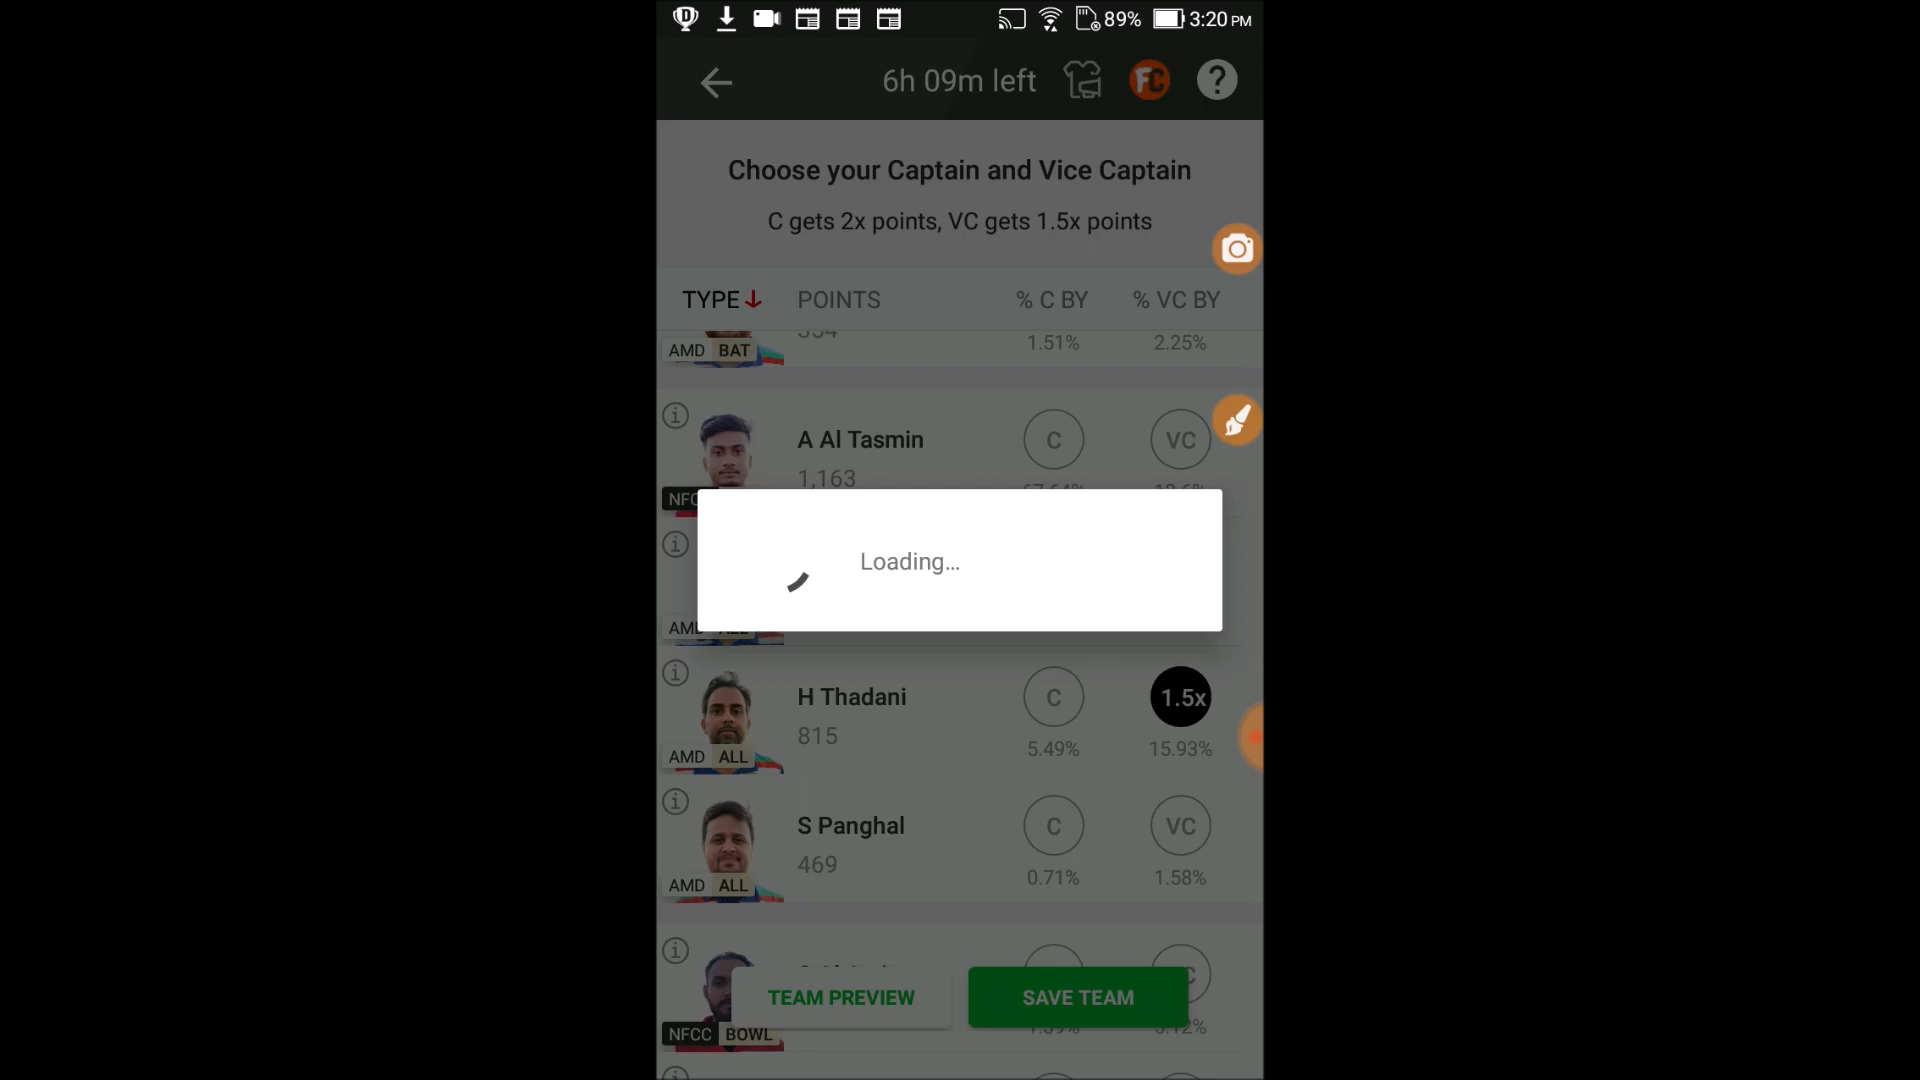 89% 3:20 PM
6h 09m left FC ?
Choose your Captain and Vice Captain
C gets 2x points, VC gets 1.5x points
TYPE POINTS % C BY % VC BY
AMD BAT 1.51% 2.25%
A Al Tasmin C VC
1,163
NFC
Loading...
H Thadani C 1.5x
815 5.49% 15.93%
AMD ALL
S Panghal C VC
469 0.71% 1.58%
AMD ALL
TEAM PREVIEW SAVE TEAM
NFCC BOWL